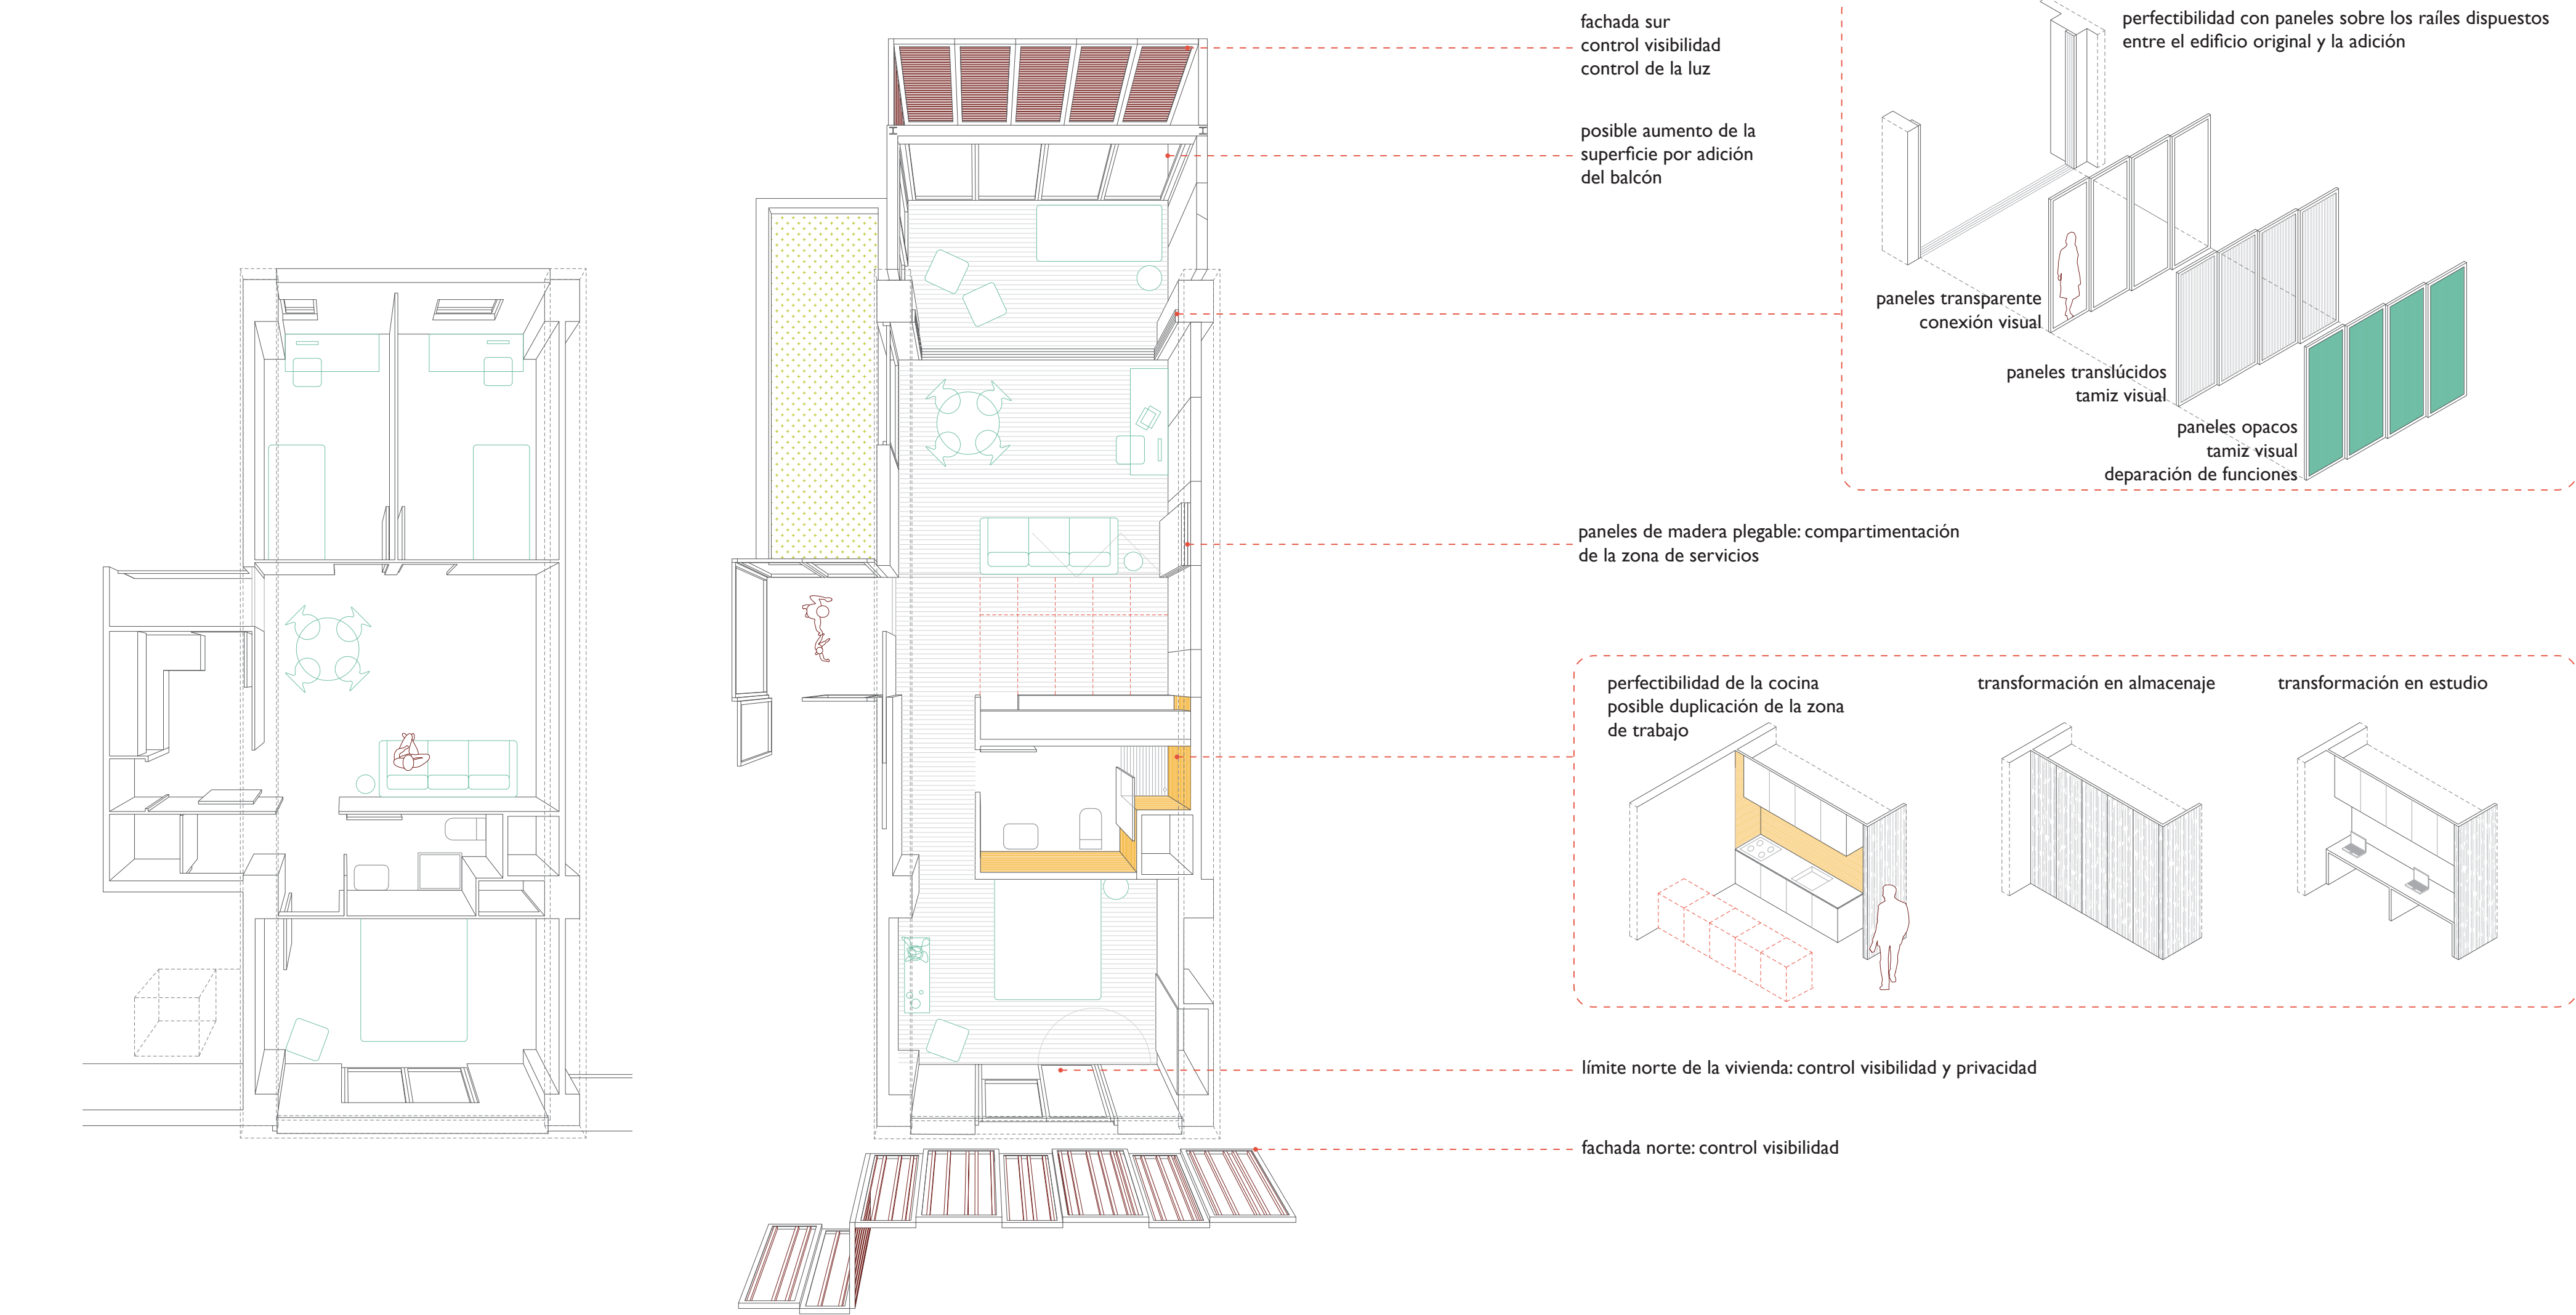 fachada sur
control visibilidad
control de la luz
posible aumento de la
superficie por adición
del balcón
perfectibilidad con paneles sobre los raíles dispuestos
entre el edificio original y la adición
paneles transparente
conexión visual
paneles translúcidos
tamiz visual
paneles opacos
tamiz visual
deparación de funciones
paneles de madera plegable: compartimentación
de la zona de servicios
perfectibilidad de la cocina
posible duplicación de la zona
de trabajo
transformación en almacenaje
transformación en estudio
límite norte de la vivienda: control visibilidad y privacidad
fachada norte: control visibilidad